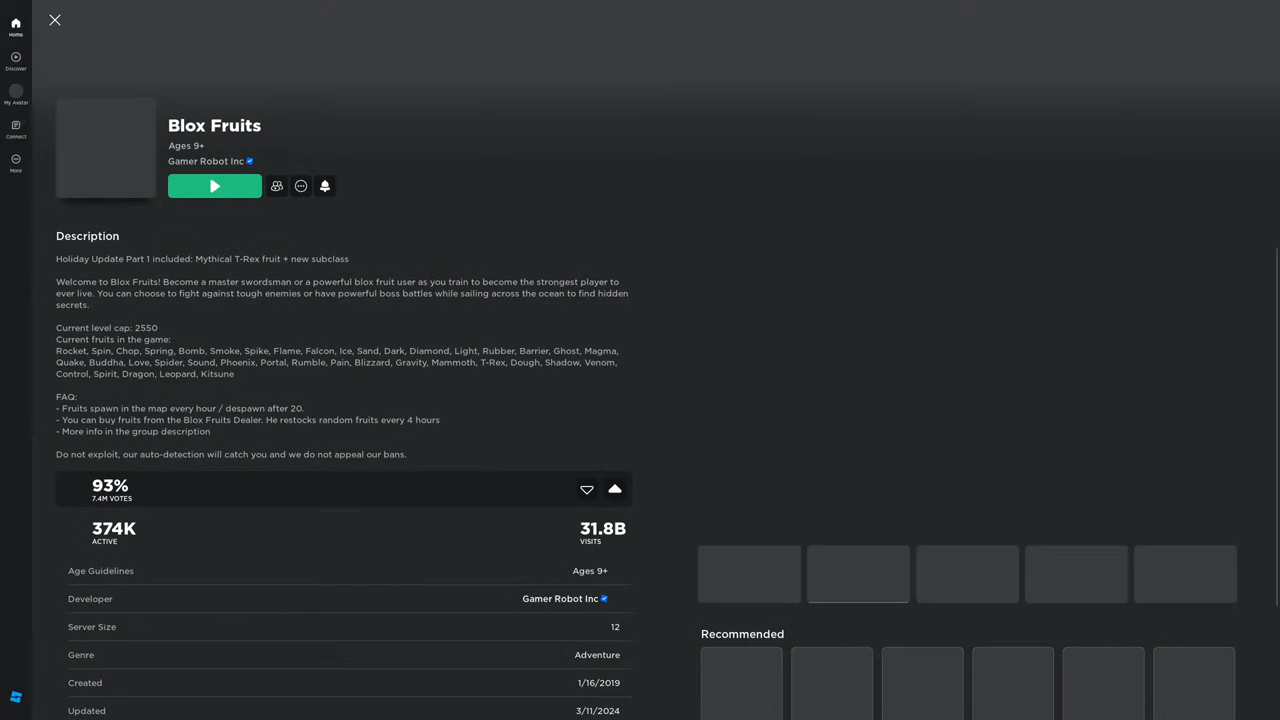 Home
Discover
My Avatar
Connect
More
Blox Fruits
Ages 9+
Gamer Robot Inc
Description
Holiday Update Part 1 included: Mythical T-Rex fruit + new subclass
Welcome to Blox Fruits! Become a master swordsman or a powerful blox fruit user as you train to become the strongest player to
ever live. You can choose to fight against tough enemies or have powerful boss battles while sailing across the ocean to find hidden
secrets.
Current level cap: 2550
Current fruits in the game:
Rocket, Spin, Chop, Spring, Bomb, Smoke, Spike, Flame, Falcon, Ice, Sand, Dark, Diamond, Light, Rubber, Barrier, Ghost, Magma,
Quake, Buddha, Love, Spider, Sound, Phoenix, Portal, Rumble, Pain, Blizzard, Gravity, Mammoth, T-Rex, Dough, Shadow, Venom,
Control, Spirit, Dragon, Leopard, Kitsune
FAQ:
- Fruits spawn in the map every hour / despawn after 20.
- You can buy fruits from the Blox Fruits Dealer. He restocks random fruits every 4 hours
- More info in the group description
Do not exploit, our auto-detection will catch you and we do not appeal our bans.
93%
7.4M VOTES
374K
ACTIVE
31.8B
VISITS
Age Guidelines Ages 9+
Developer Gamer Robot Inc
Server Size 12
Genre Adventure
Created 1/16/2019
Updated 3/11/2024
Recommended